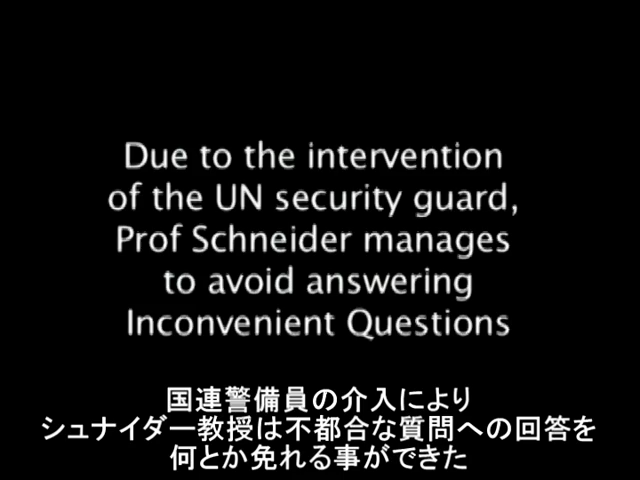 Due to the intervention
of the UN security guard,
Prof Schneider manages
to avoid answering
Inconvenient Questions
国連警備員の介入により
シュナイダー教授は不都合な質問への回答を
何とか免れる事ができた